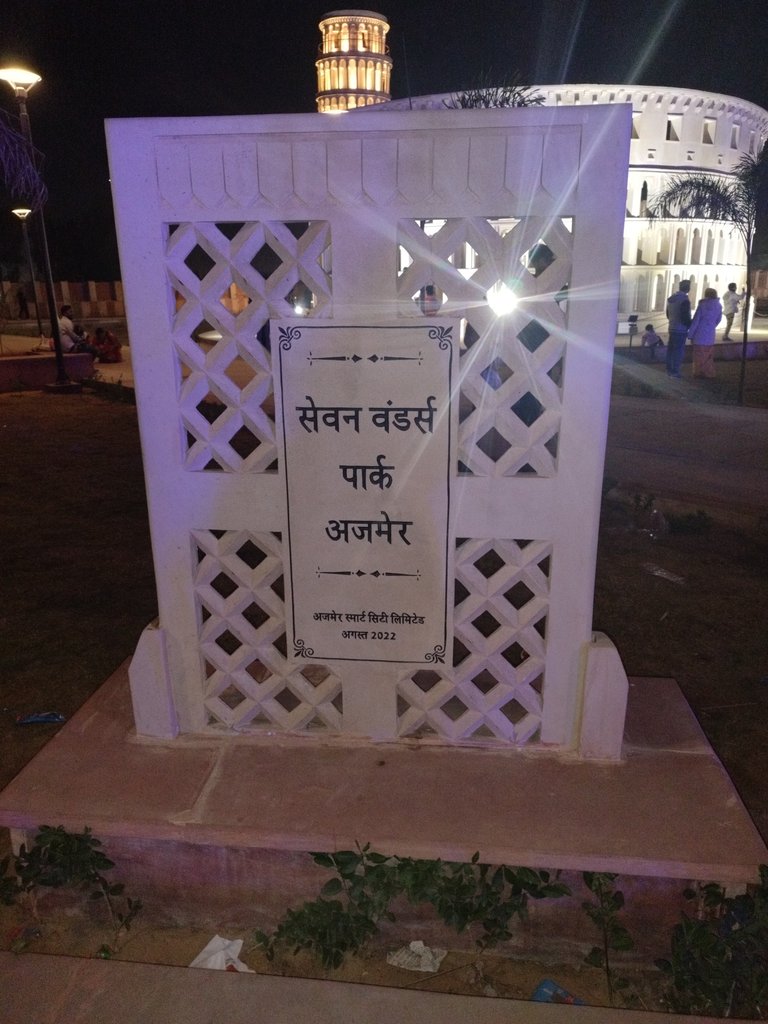 सेवन वंडर्स
पार्क
अजमेर
अजमेर स्मार्ट सिटी लिमिटेड
अगस्त 2022